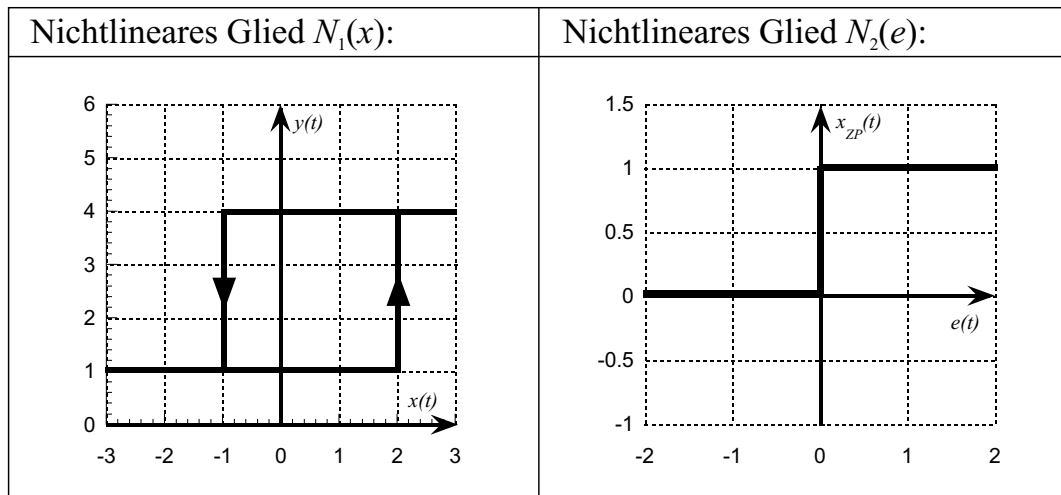 Nichtlineares Glied N₁(x):
Nichtlineares Glied N₂(e):
6
5
4
3
2
1
0
y(t)
x(t)
-3 -2 -1 0 1 2 3
1.5
1
0.5
0
-0.5
-1
x_ZP(t)
e(t)
-2 -1 0 1 2